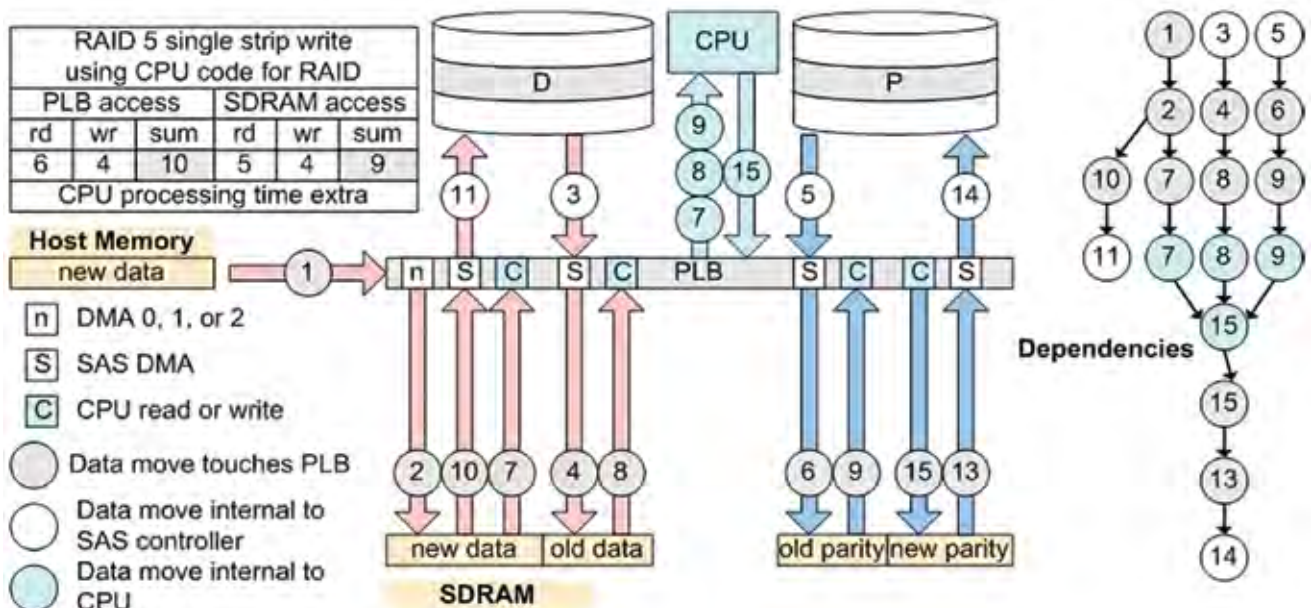 RAID 5 single strip write
using CPU code for RAID
PLB access SDRAM access
rd wr sum rd wr sum
6 4 10 5 4 9
CPU processing time extra
Host Memory
new data
1
n DMA 0, 1, or 2
S SAS DMA
C CPU read or write
Data move touches PLB
Data move internal to
SAS controller
Data move internal to
CPU
D
CPU
P
11 3 9 8 7 15 5 14
n S C S C PLB S C C S
2 10 7 4 8 6 9 15 13
new data old data old parity new parity
SDRAM
1 3 5
2 4 6
10 7 8 9
11 7 8 9
15
Dependencies
15
13
14